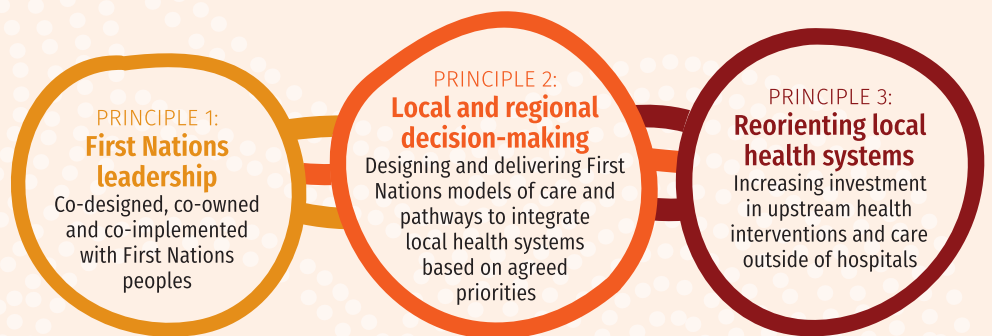 PRINCIPLE 1:
First Nations
leadership
Co-designed, co-owned
and co-implemented
with First Nations
peoples
PRINCIPLE 2:
Local and regional
decision-making
Designing and delivering First
Nations models of care and
pathways to integrate
local health systems
based on agreed
priorities
PRINCIPLE 3:
Reorienting local
health systems
Increasing investment
in upstream health
interventions and care
outside of hospitals